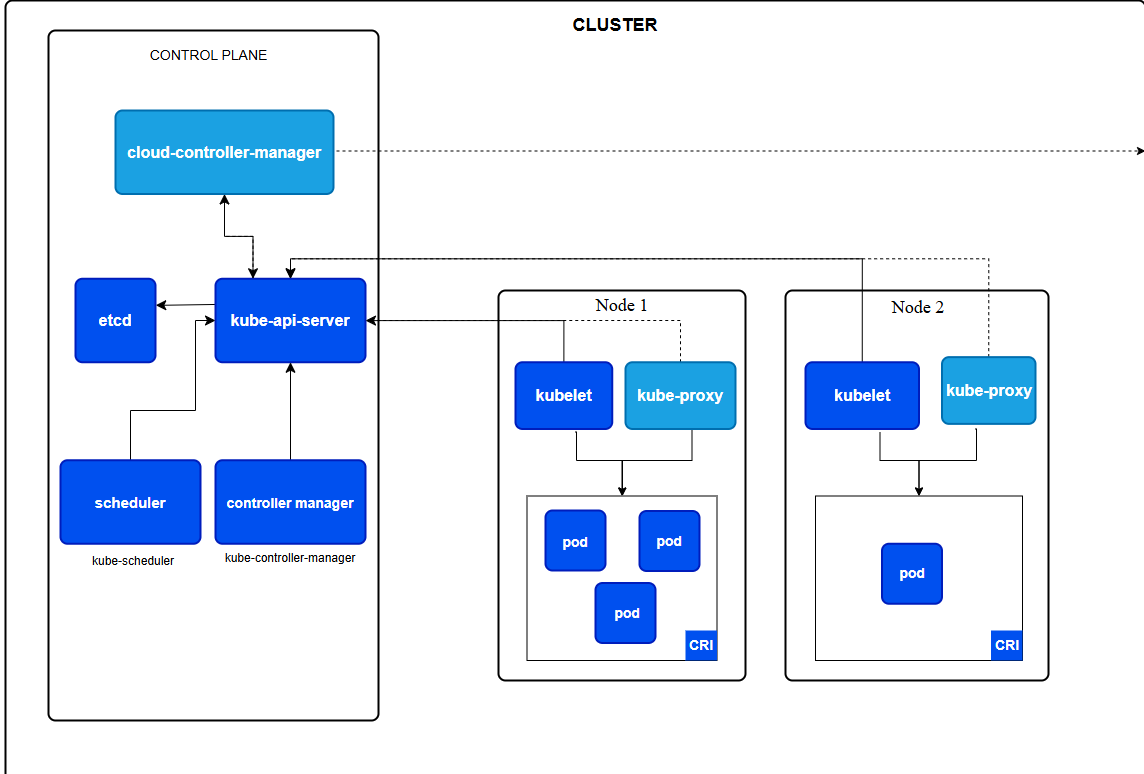 CLUSTER
CONTROL PLANE
cloud-controller-manager
etcd
kube-api-server
scheduler
controller manager
kube-scheduler
kube-controller-manager
Node 1
kubelet
kube-proxy
pod
pod
pod
CRI
Node 2
kubelet
kube-proxy
pod
CRI